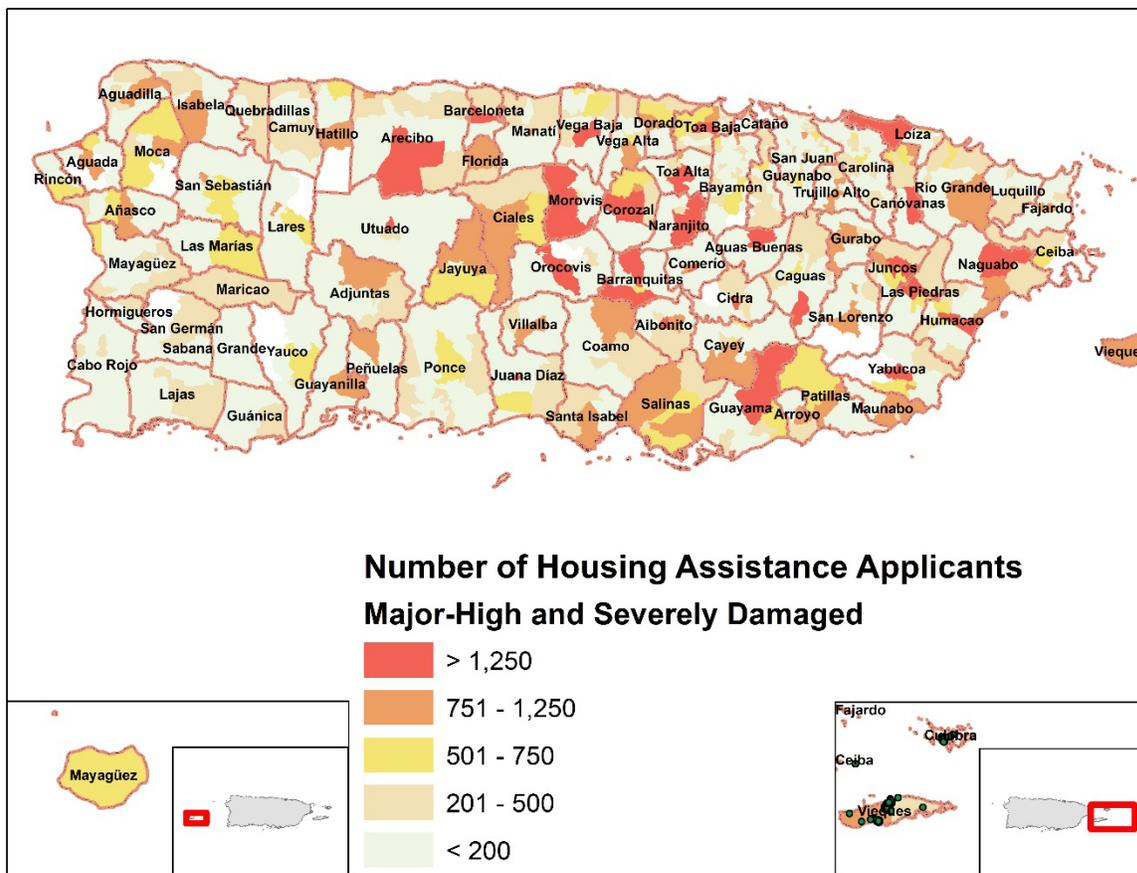 Aguadilla
Isabela
Quebradillas
Camuy
Hatillo
Arecibo
Barceloneta
Manatí
Vega Baja
Vega Alta
Dorado
Toa Baja
Cataño
Loíza
Aguada
Rincón
Moca
San Sebastián
Florida
Toa Alta
Bayamón
San Juan
Guaynabo
Trujillo Alto
Carolina
Canóvanas
Río Grande
Luquillo
Fajardo
Añasco
Lares
Utuado
Ciales
Morovis
Corozal
Naranjito
Mayagüez
Las Marías
Maricao
Adjuntas
Jayuya
Orocovis
Barranquitas
Comerío
Aguas Buenas
Gurabo
Caguas
Juncos
Las Piedras
Naguabo
Ceiba
Hormigueros
San Germán
Sabana Grande
Yauco
Cabo Rojo
Lajas
Guánica
Guayanilla
Peñuelas
Ponce
Villalba
Juana Díaz
Coamo
Aibonito
Cidra
Cayey
San Lorenzo
Humacao
Yabucoa
Santa Isabel
Salinas
Guayama
Arroyo
Patillas
Maunabo
Number of Housing Assistance Applicants
Major-High and Severely Damaged
> 1,250
751 - 1,250
501 - 750
201 - 500
< 200
Mayagüez
Fajardo
Ceiba
Vieques